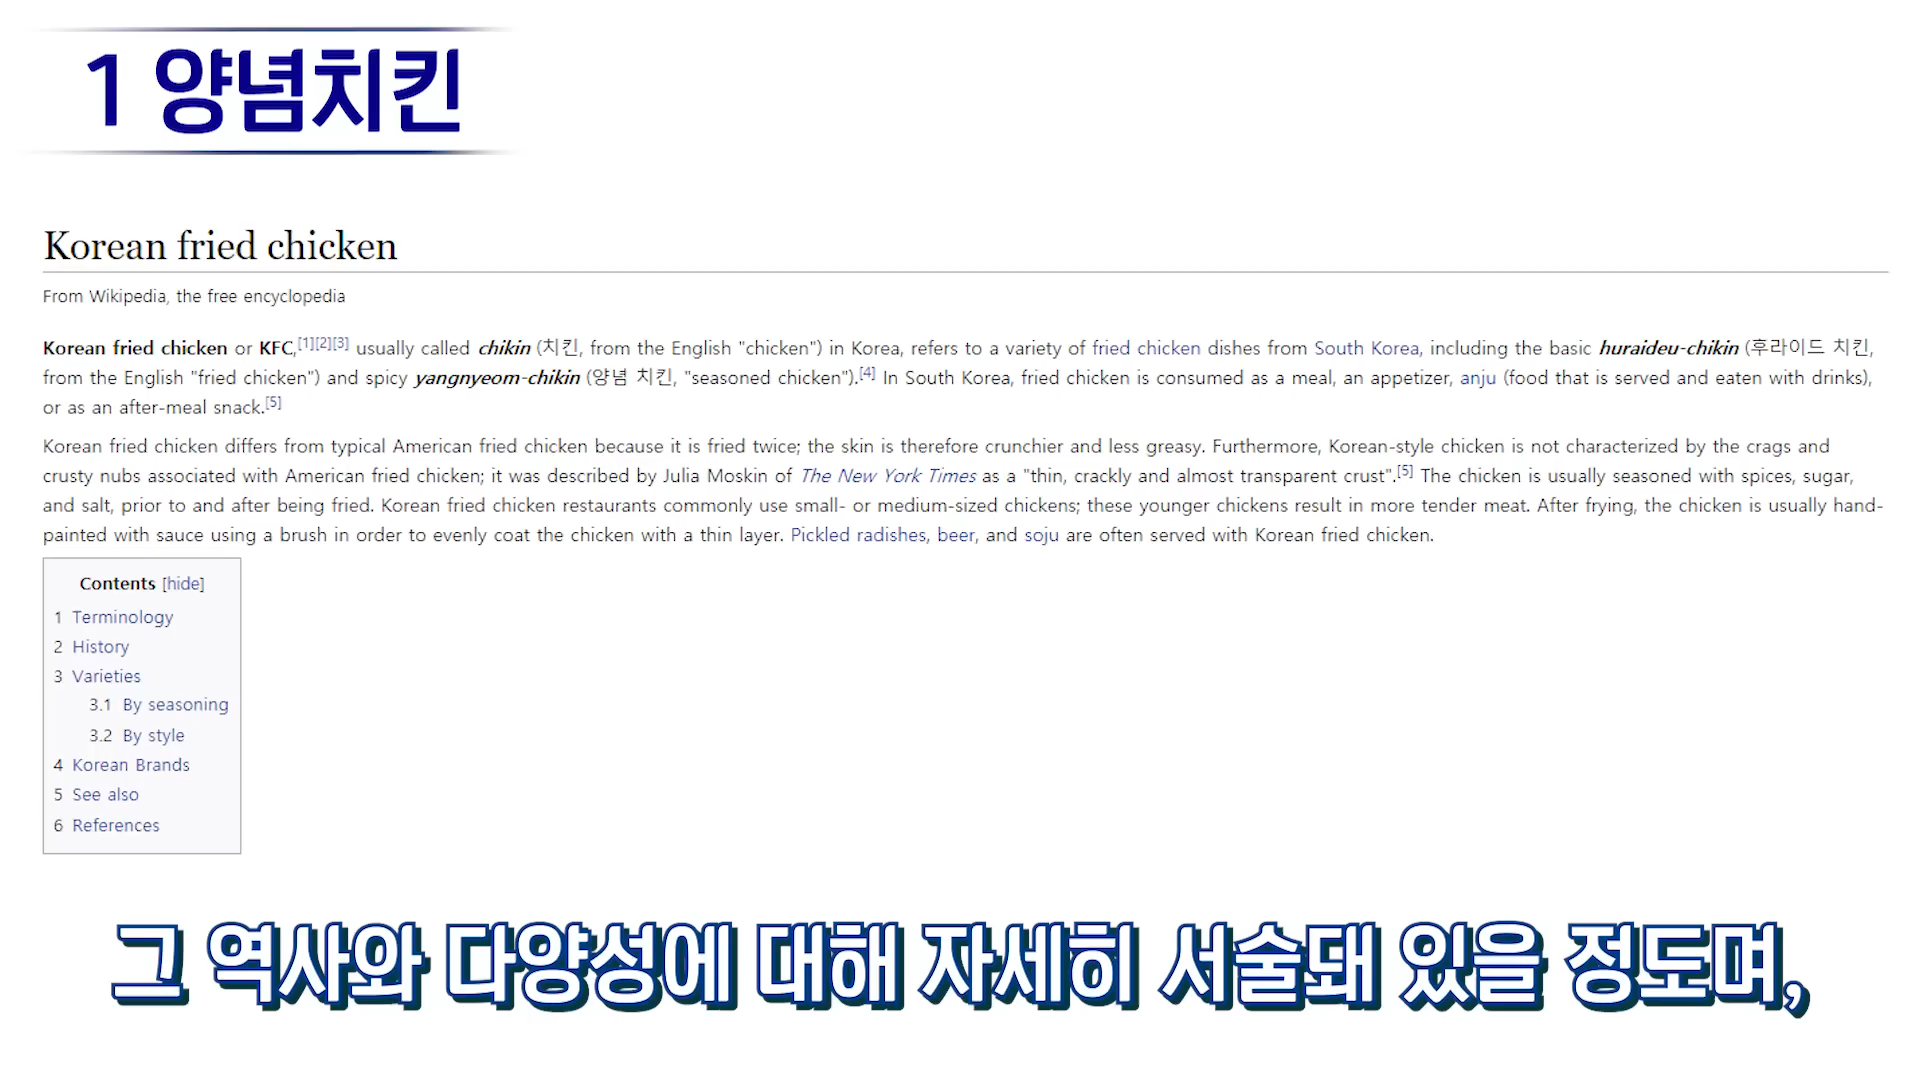 1 양념치킨
Korean fried chicken
From Wikipedia, the free encyclopedia
Korean fried chicken or KFC,[1][2][3] usually called chikin (치킨, from the English "chicken") in Korea, refers to a variety of fried chicken dishes from South Korea, including the basic huraideu-chikin (후라이드 치킨,
from the English "fried chicken") and spicy yangnyeom-chikin (양념 치킨, "seasoned chicken").[4] In South Korea, fried chicken is consumed as a meal, an appetizer, anju (food that is served and eaten with drinks),
or as an after-meal snack.[5]
Korean fried chicken differs from typical American fried chicken because it is fried twice; the skin is therefore crunchier and less greasy. Furthermore, Korean-style chicken is not characterized by the crags and
crusty nubs associated with American fried chicken; it was described by Julia Moskin of The New York Times as a "thin, crackly and almost transparent crust".[5] The chicken is usually seasoned with spices, sugar,
and salt, prior to and after being fried. Korean fried chicken restaurants commonly use small- or medium-sized chickens; these younger chickens result in more tender meat. After frying, the chicken is usually hand-
painted with sauce using a brush in order to evenly coat the chicken with a thin layer. Pickled radishes, beer, and soju are often served with Korean fried chicken.
Contents [hide]
1 Terminology
2 History
3 Varieties
3.1 By seasoning
3.2 By style
4 Korean Brands
5 See also
6 References
그 역사와 다양성에 대해 자세히 서술돼 있을 정도며,